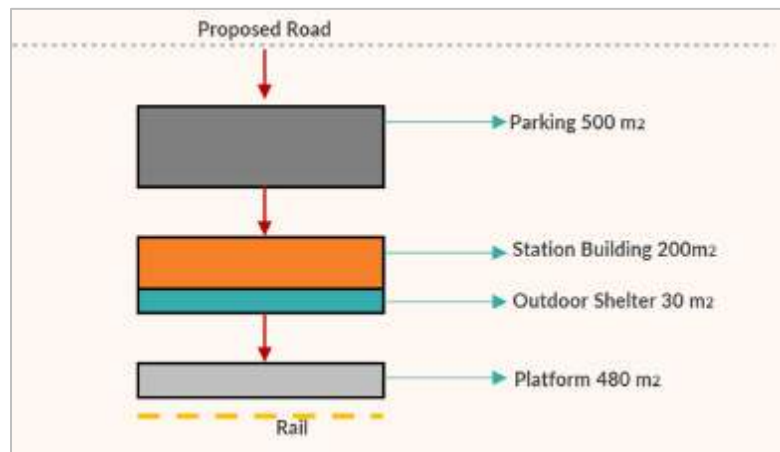 Proposed Road
Parking 500 m2
Station Building 200m2
Outdoor Shelter 30 m2
Platform 480 m2
Rail